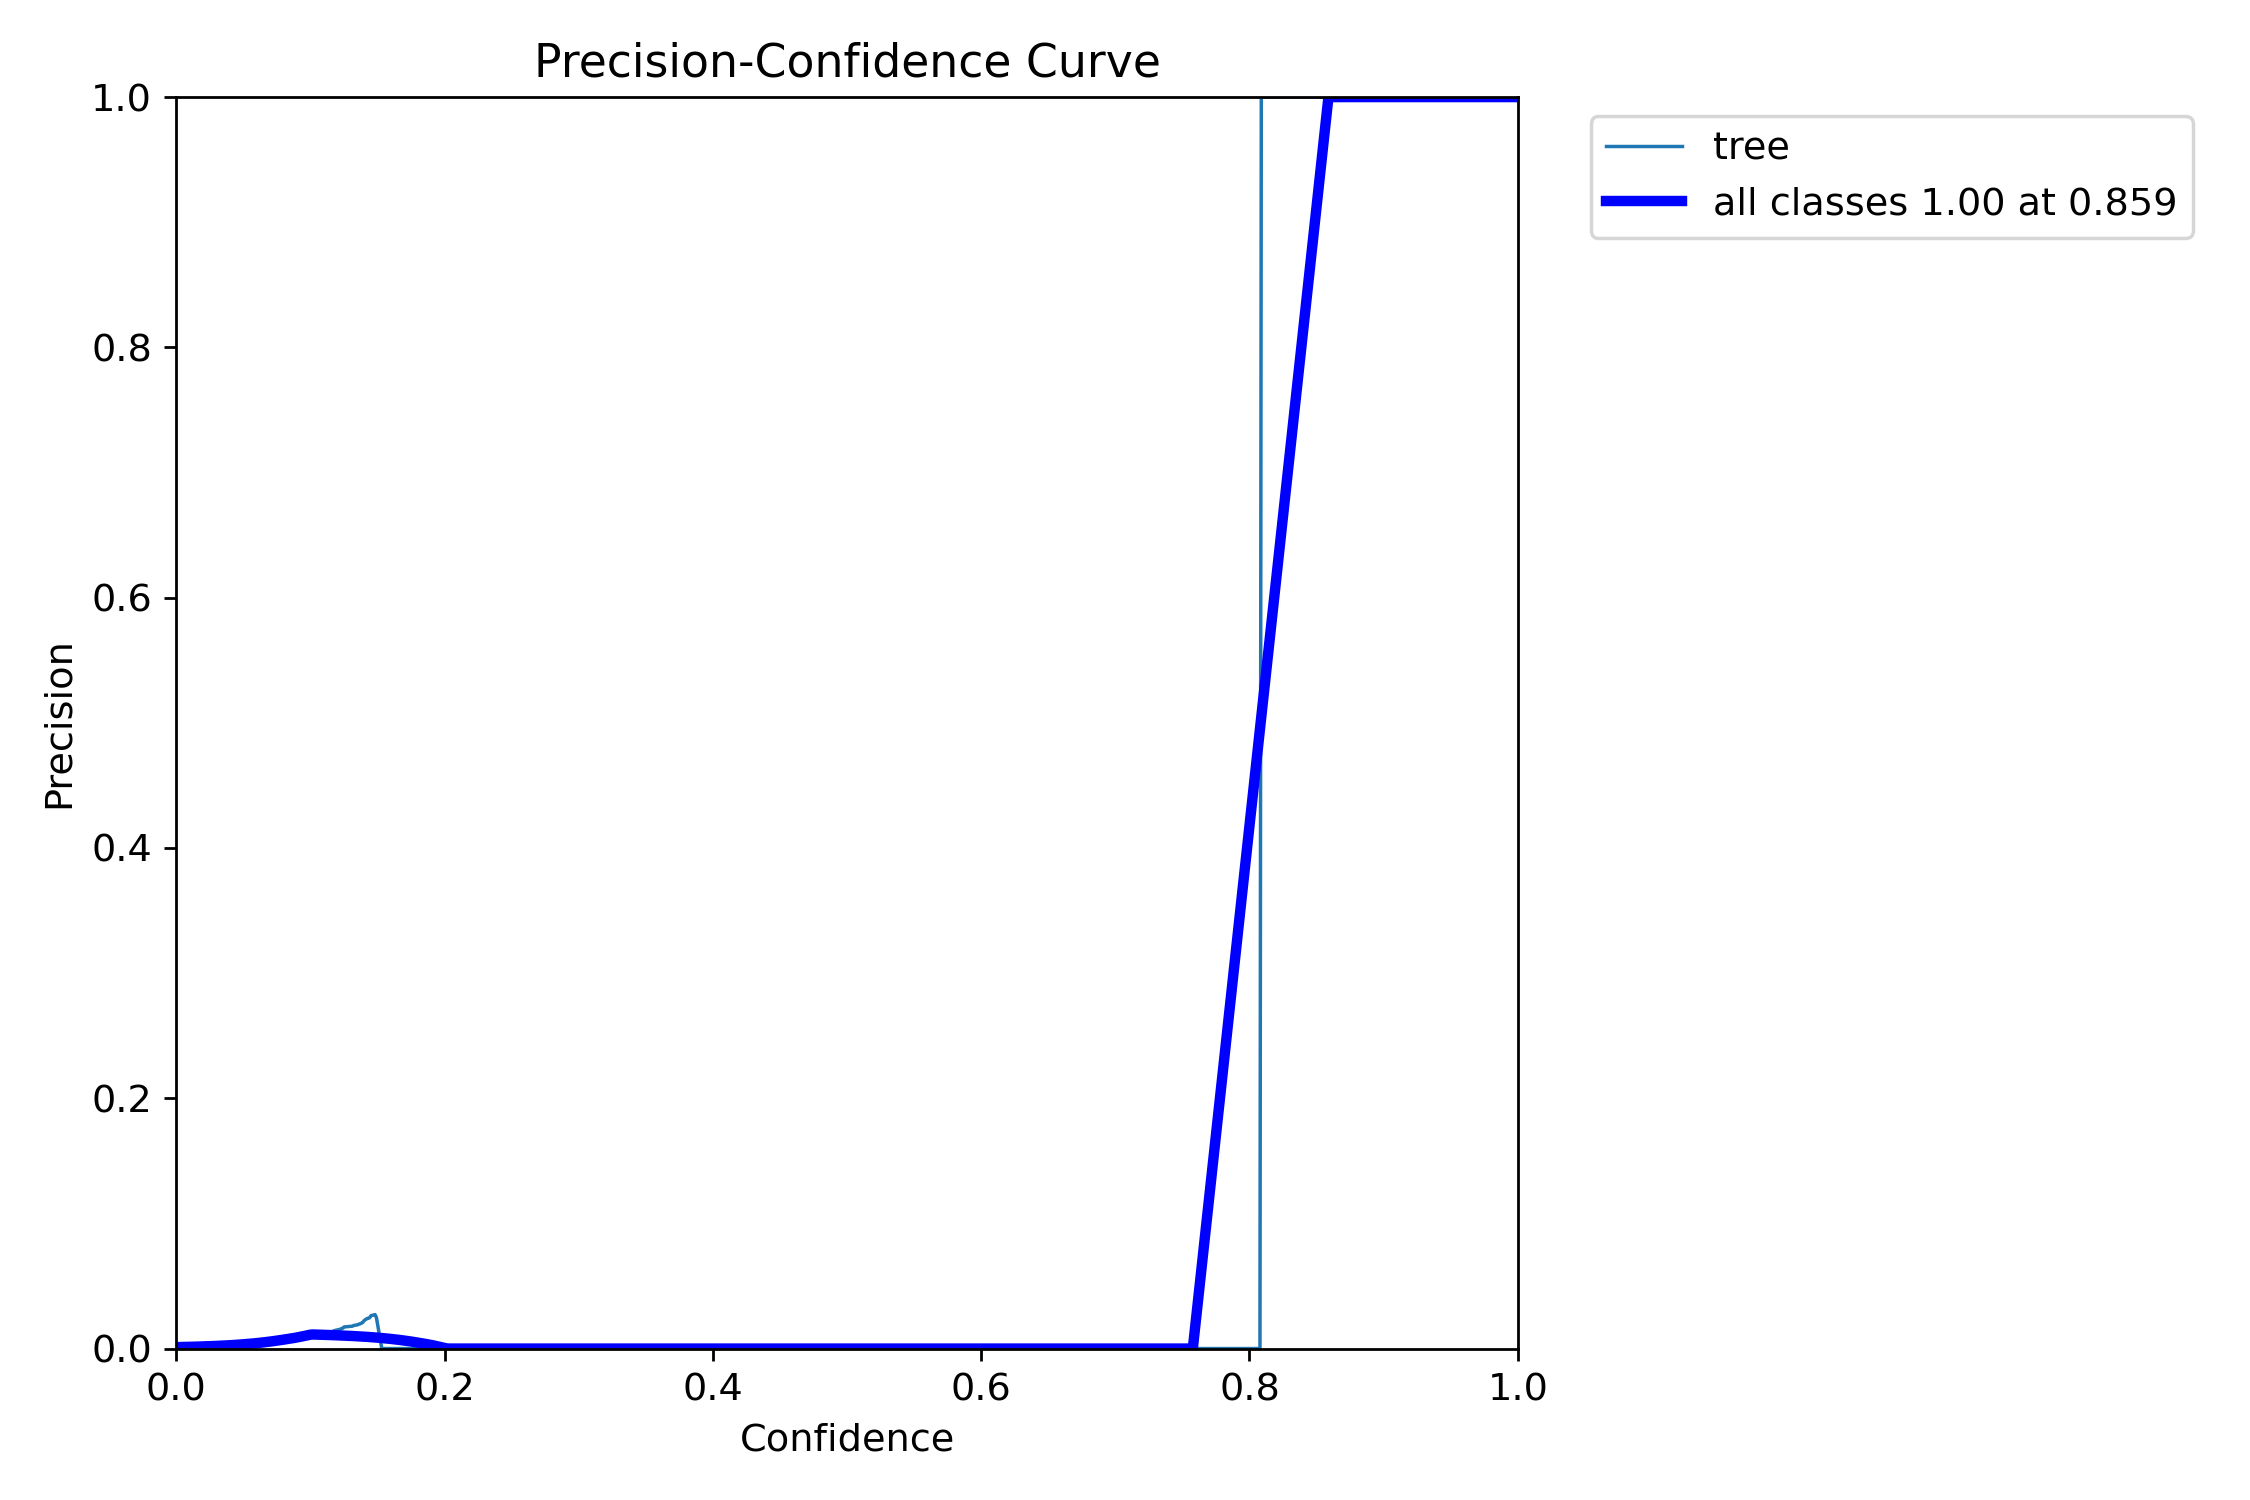 Precision-Confidence Curve
1.0
0.8
0.6
0.4
0.2
0.0
Precision
0.0 0.2 0.4 0.6 0.8 1.0
Confidence
tree
all classes 1.00 at 0.859